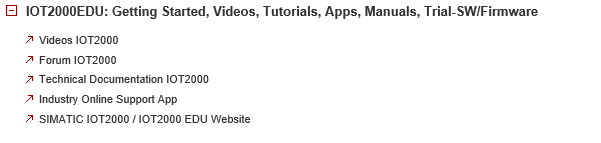 IOT2000EDU: Getting Started, Videos, Tutorials, Apps, Manuals, Trial-SW/Firmware
Videos IOT2000
Forum IOT2000
Technical Documentation IOT2000
Industry Online Support App
SIMATIC IOT2000 / IOT2000 EDU Website